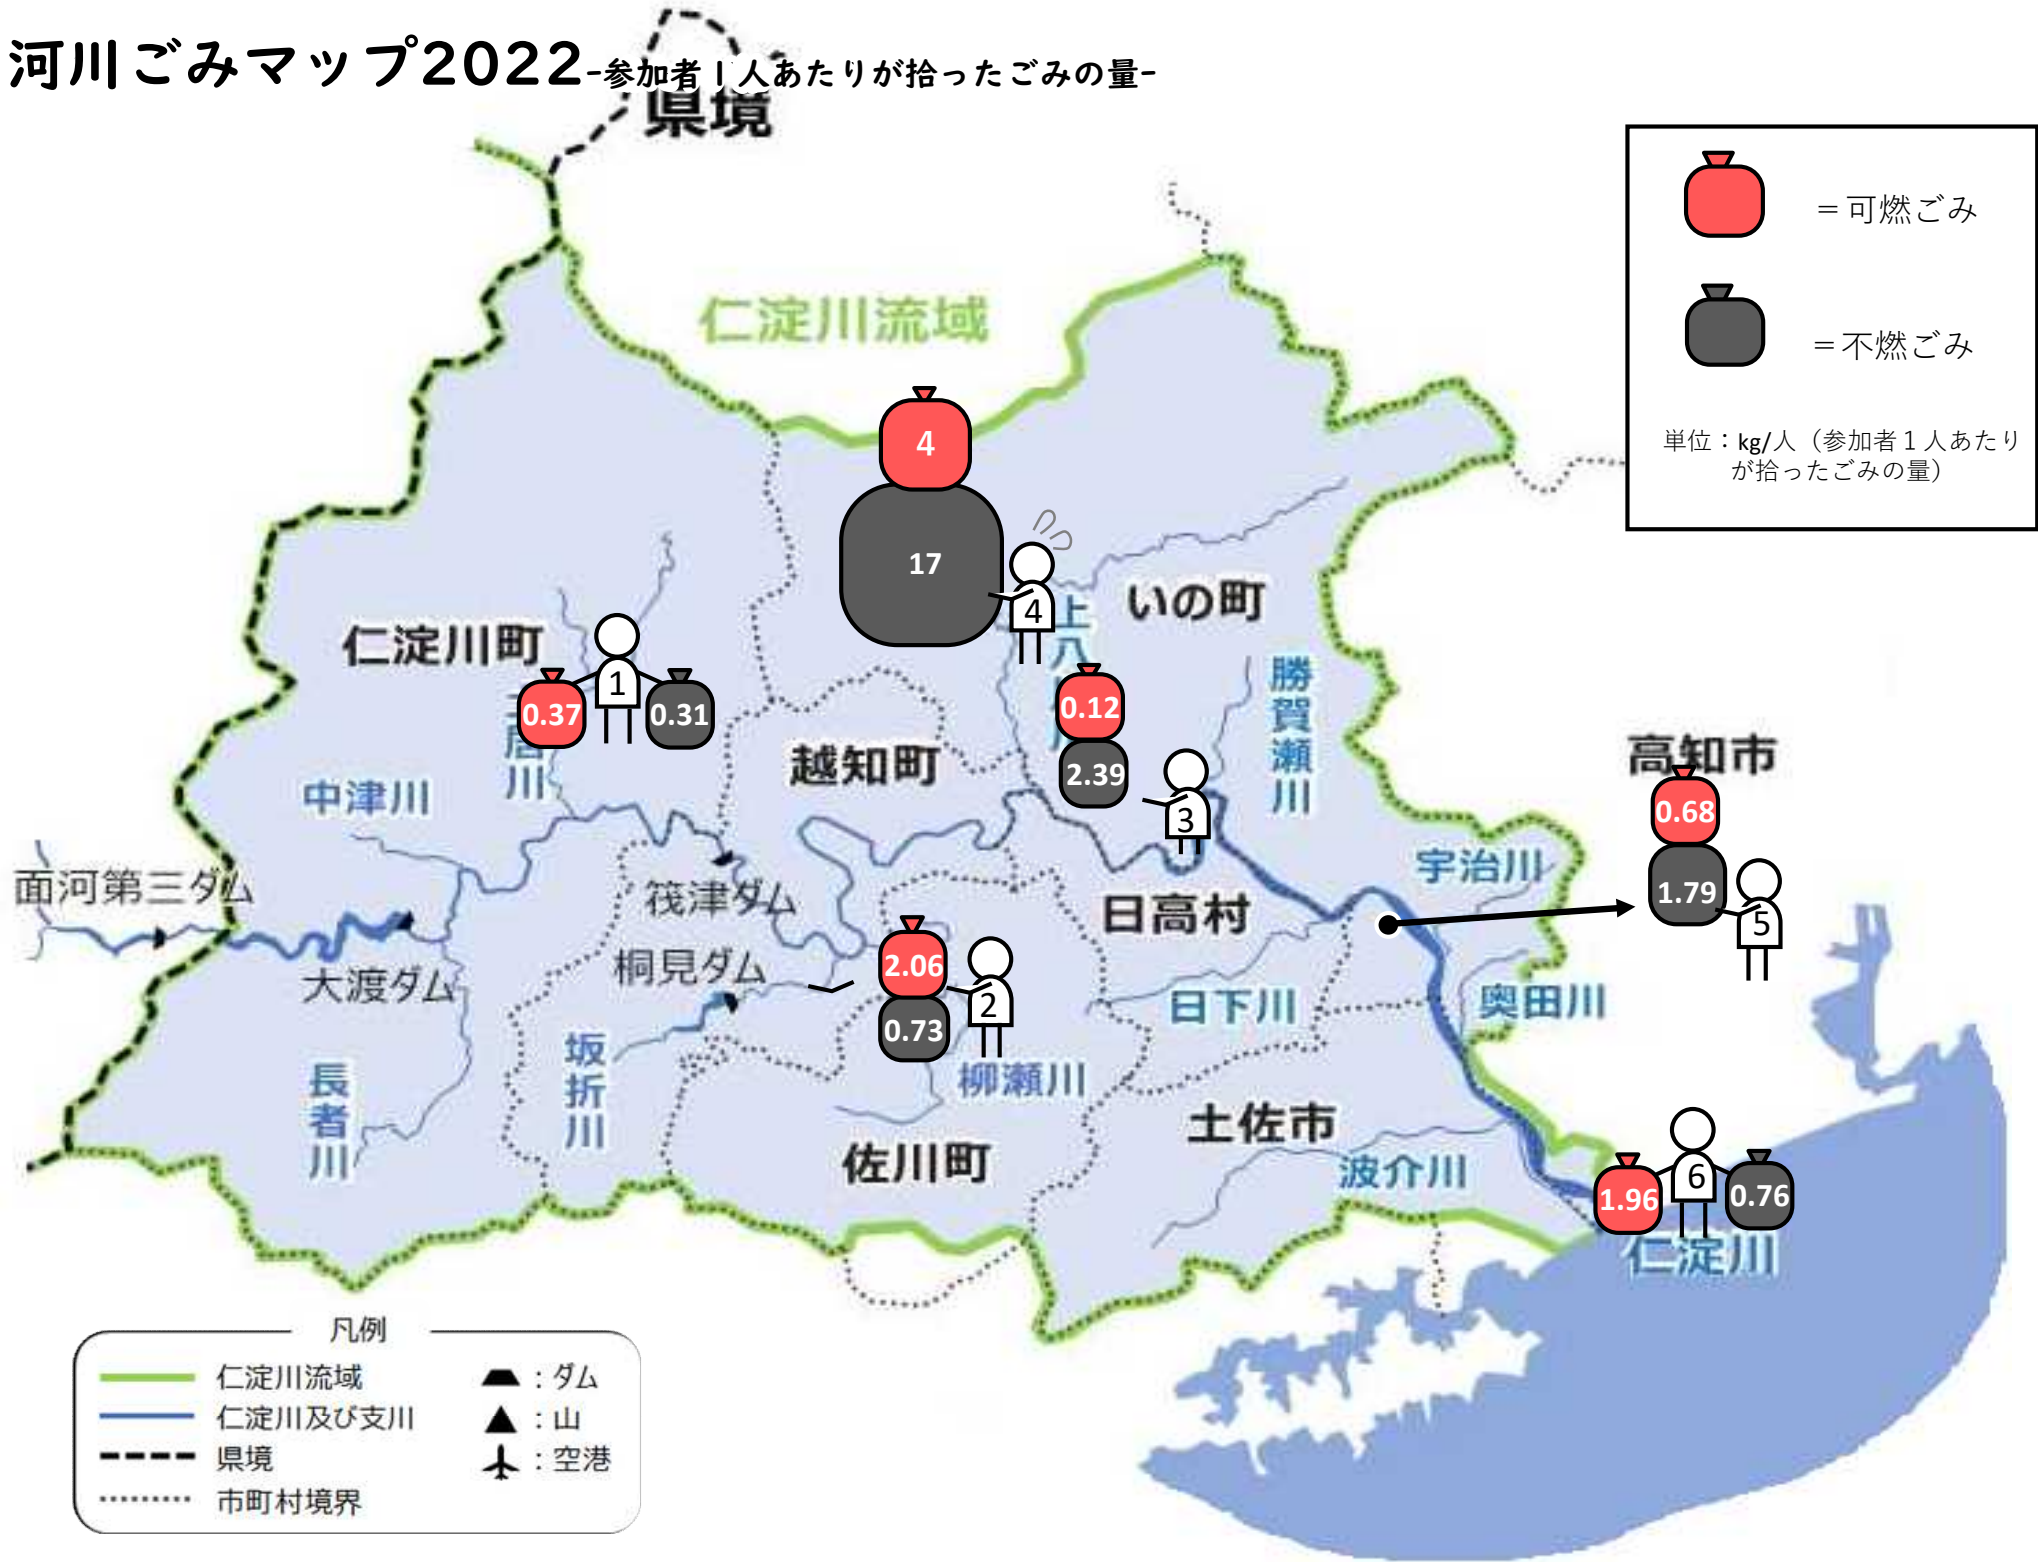 河川ごみマップ2022-参加者1人あたりが拾ったごみの量-
県境
＝可燃ごみ
＝不燃ごみ
単位：kg/人（参加者１人あたり
が拾ったごみの量）
仁淀川流域
4
17
4
いの町
上八
仁淀川町
1
0.37
0.31
居川
0.12
2.39
3
勝賀瀬川
越知町
高知市
0.68
1.79
5
中津川
宇治川
面河第三ダム
筏津ダム
日高村
大渡ダム
桐見ダム
2.06
0.73
2
日下川
奥田川
長者川
坂折川
柳瀬川
佐川町
土佐市
波介川
1.96
6
0.76
仁淀川
凡例
仁淀川流域
：ダム
仁淀川及び支川
：山
県境
：空港
市町村境界